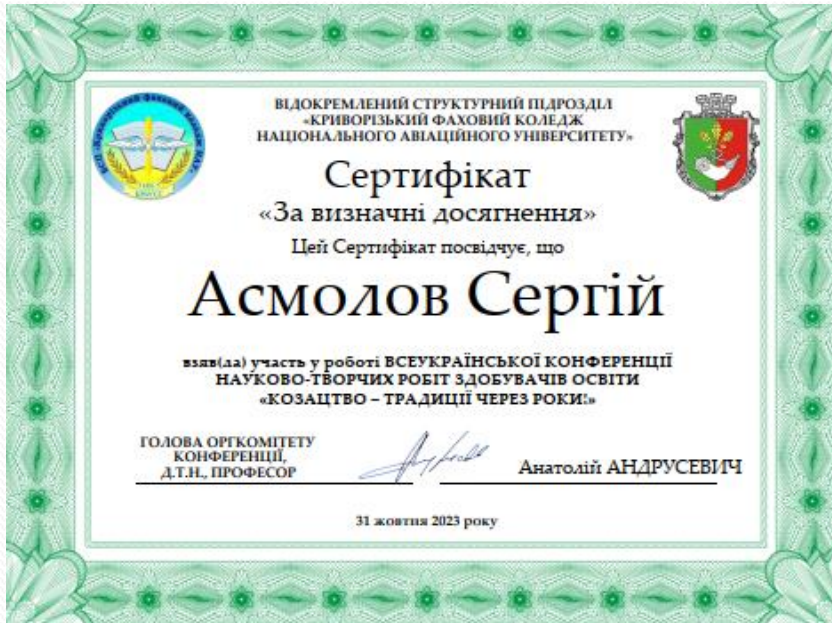 ВІДОКРЕМЛЕНИЙ СТРУКТУРНИЙ ПІДРОЗДІЛ
«КРИВОРІЗЬКИЙ ФАХОВИЙ КОЛЕДЖ
НАЦІОНАЛЬНОГО АВІАЦІЙНОГО УНІВЕРСИТЕТУ»
Сертифікат
«За визначні досягнення»
Цей Сертифікат посвідчує, що
Асмолов Сергій
взяв(ла) участь у роботі ВСЕУКРАЇНСЬКОЇ КОНФЕРЕНЦІЇ
НАУКОВО-ТВОРЧИХ РОБІТ ЗДОБУВАЧІВ ОСВІТИ
«КОЗАЦТВО – ТРАДИЦІЇ ЧЕРЕЗ РОКИ!»
ГОЛОВА ОРГКОМІТЕТУ
КОНФЕРЕНЦІЇ,
Д.Т.Н., ПРОФЕСОР
Анатолій АНДРУСЕВИЧ
31 жовтня 2023 року